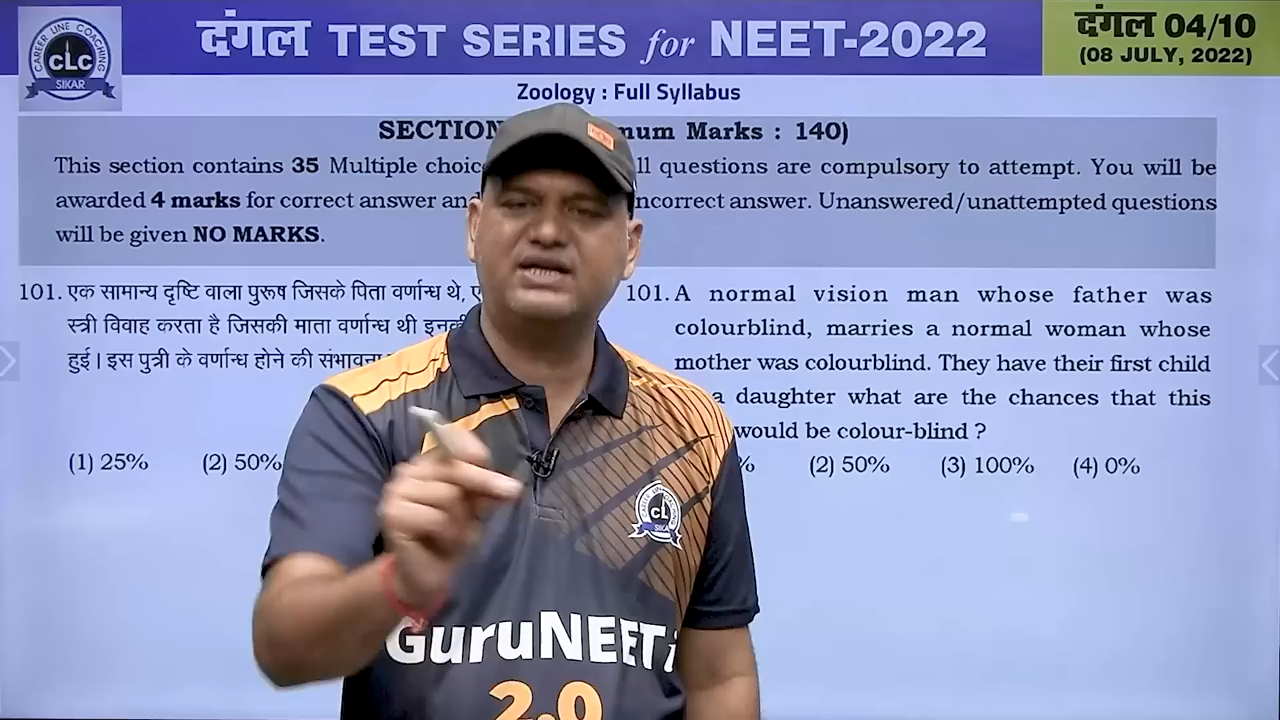 दंगल TEST SERIES for NEET-2022
दंगल 04/10
(08 JULY, 2022)
CAREER LINE COACHING
CLC
SIKAR
Zoology : Full Syllabus
SECTION num Marks : 140)
This section contains 35 Multiple choic ll questions are compulsory to attempt. You will be
awarded 4 marks for correct answer and ncorrect answer. Unanswered/unattempted questions
will be given NO MARKS.
101. एक सामान्य दृष्टि वाला पुरूष जिसके पिता वर्णान्ध थे,
स्त्री विवाह करता है जिसकी माता वर्णान्ध थी इनकी
हुई। इस पुत्री के वर्णान्ध होने की संभावना
(1) 25% (2) 50%
101. A normal vision man whose father was
colourblind, marries a normal woman whose
mother was colourblind. They have their first child
a daughter what are the chances that this
would be colour-blind ?
% (2) 50% (3) 100% (4) 0%
GuruNEETi
2.0